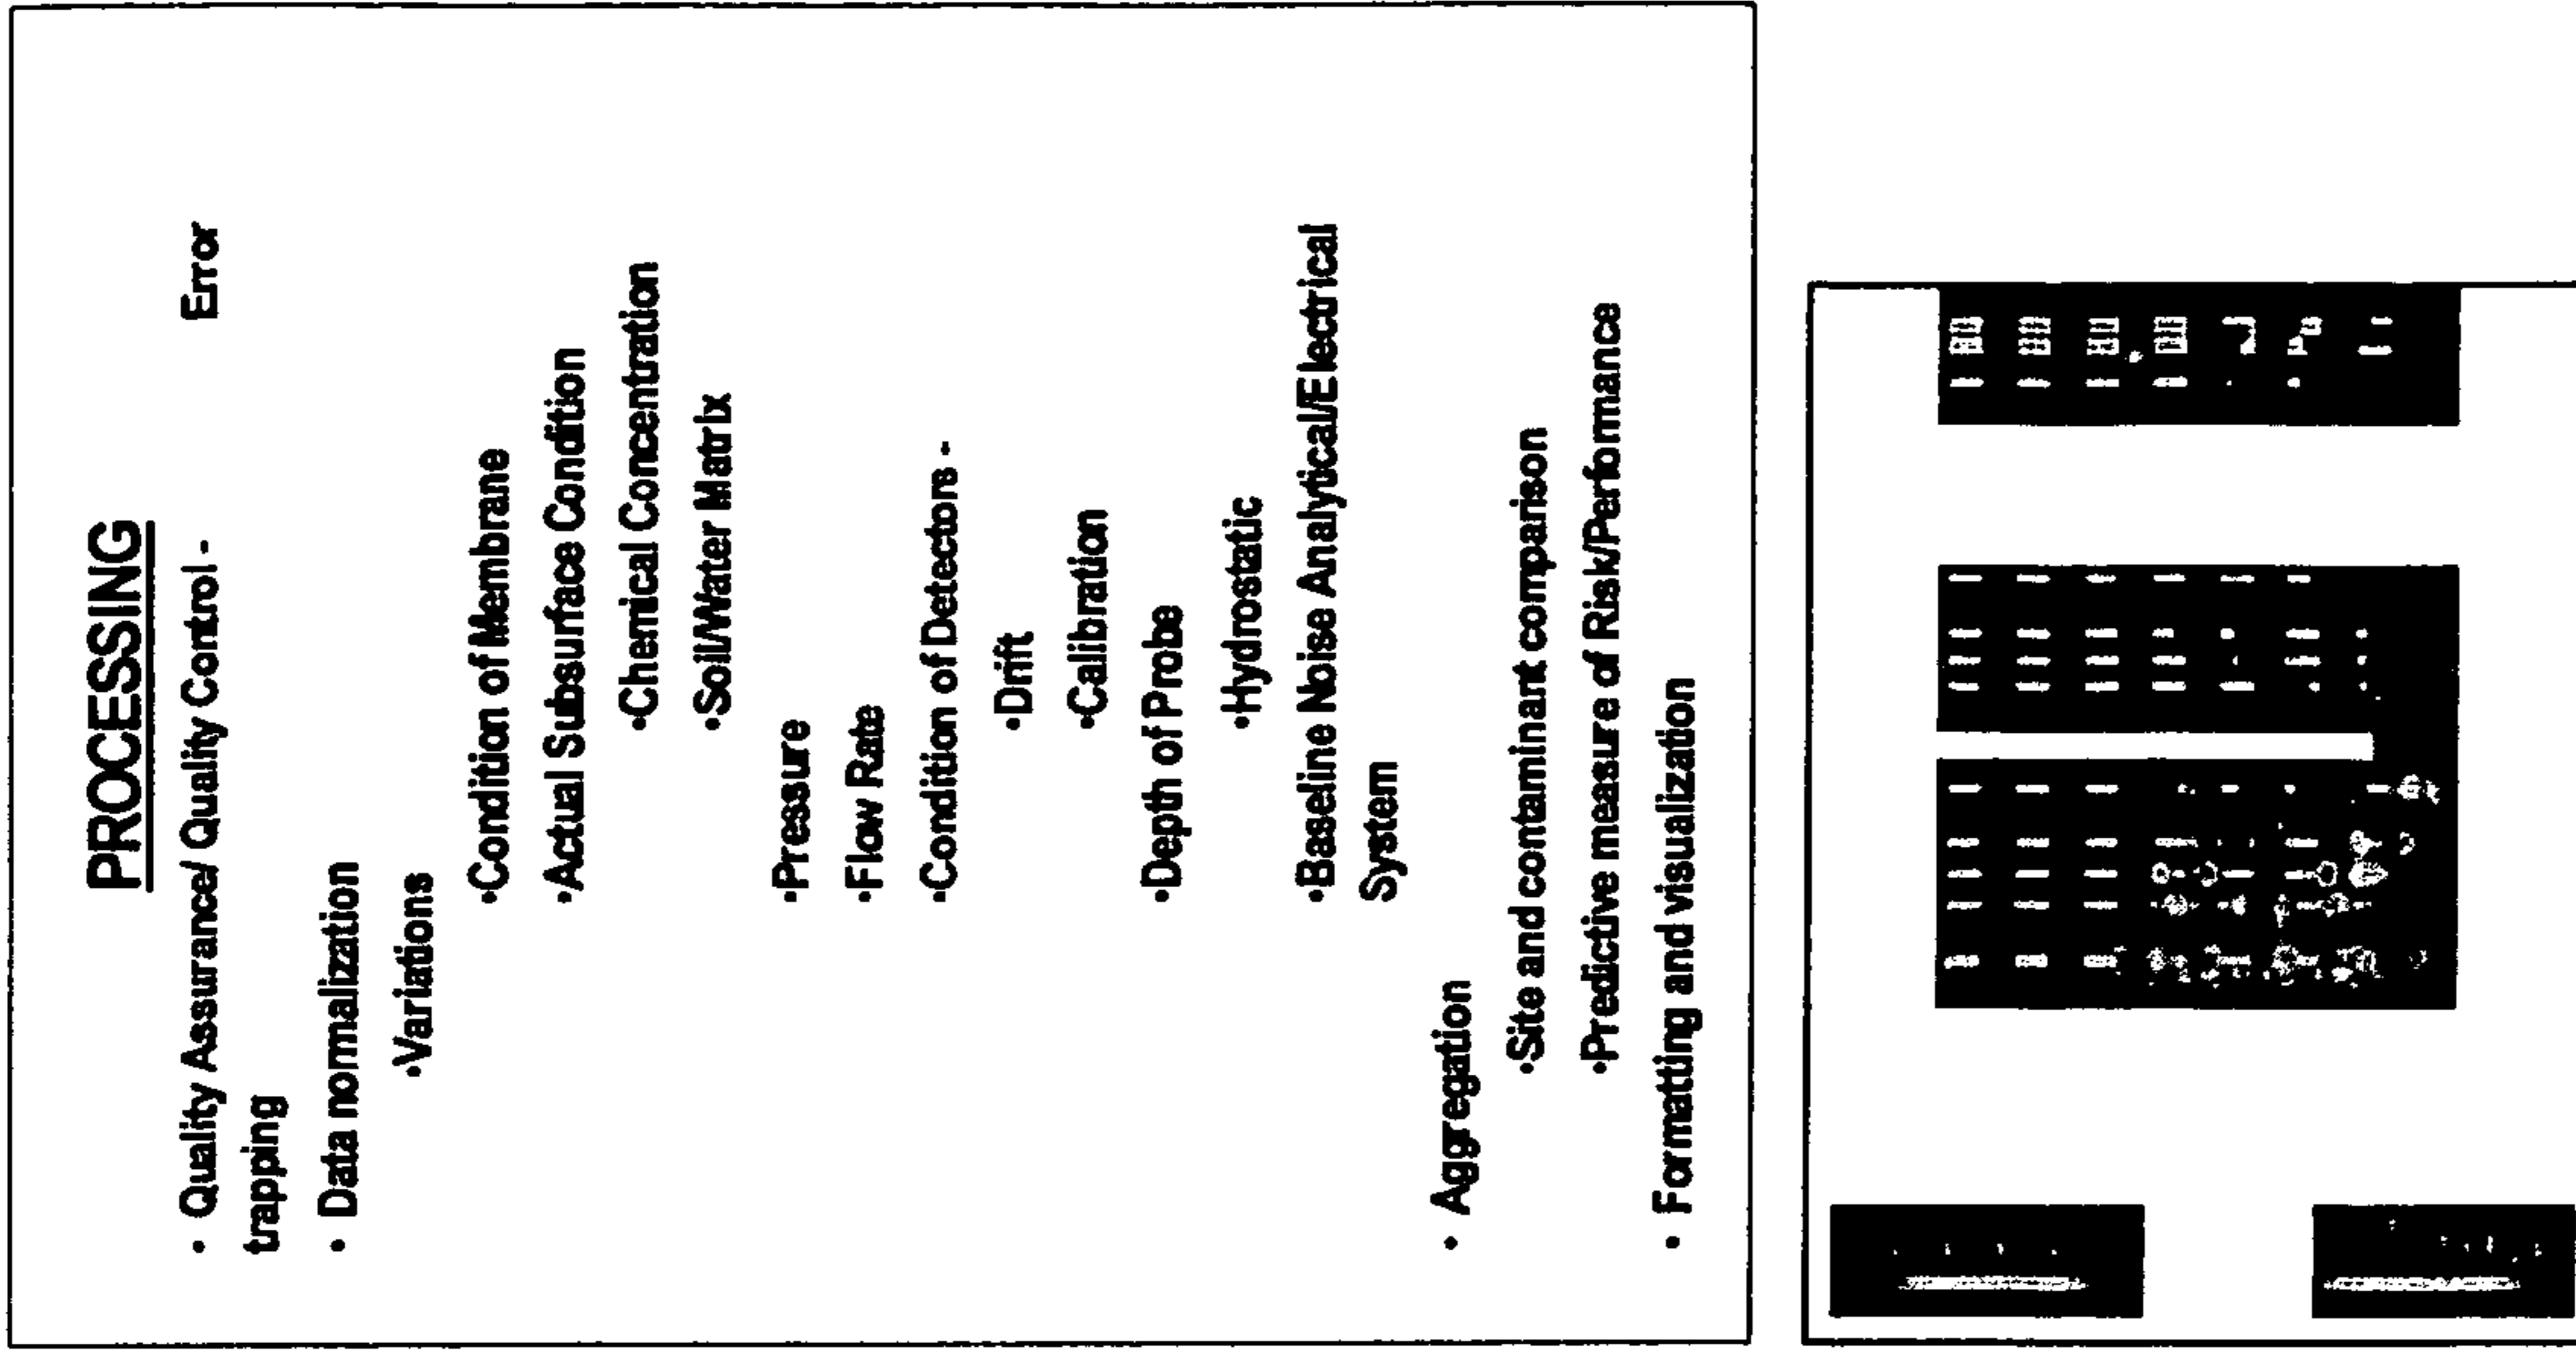 PROCESSING
• Quality Assurance/ Quality Control - Error
trapping
• Data normalization
•Variations
•Condition of Membrane
•Actual Subsurface Condition
•Chemical Concentration
•Soil/Water Matrix
•Pressure
•Flow Rate
•Condition of Detectors -
•Drift
•Calibration
•Depth of Probe
•Hydrostatic
•Baseline Noise Analytical/Electrical
System
• Aggregation
•Site and contaminant comparison
•Predictive measure of Risk/Performance
• Formatting and visualization